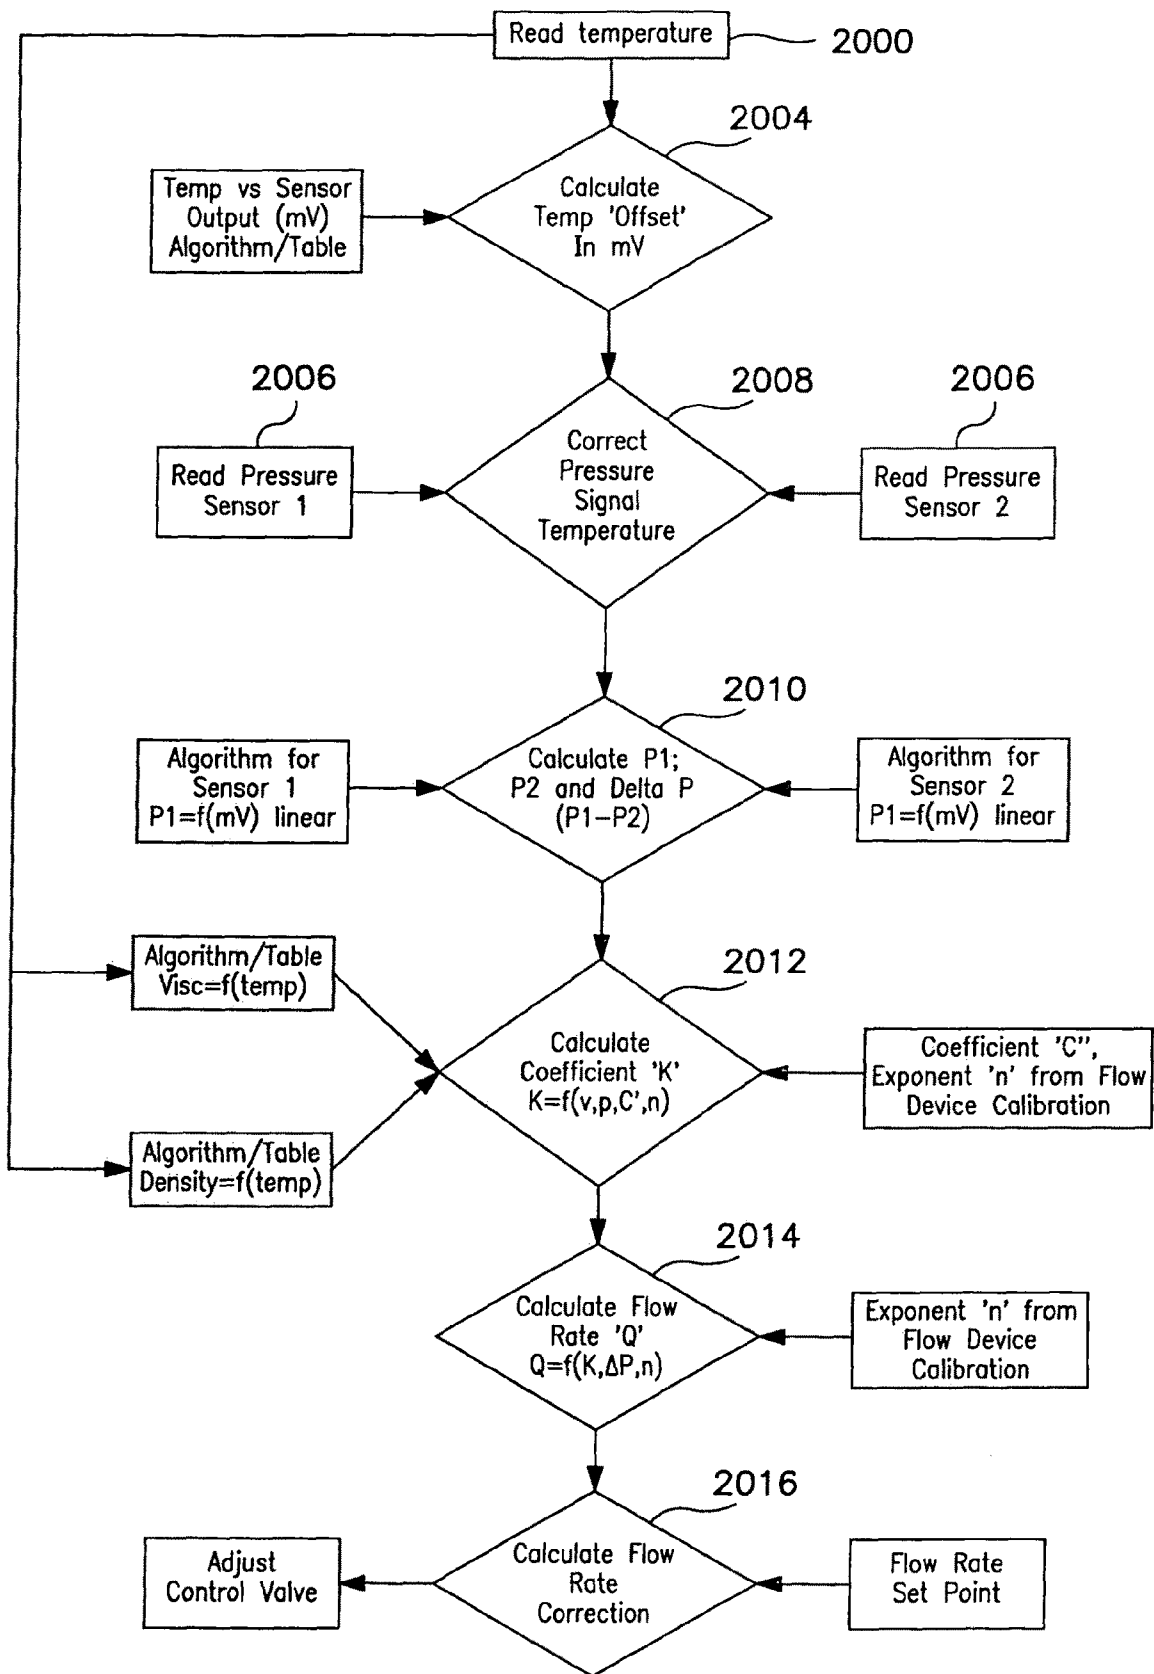 Read temperature
2000
2004
Temp vs Sensor
Output (mV)
Algorithm/Table
Calculate
Temp 'Offset'
In mV
2006
2008
2006
Read Pressure
Sensor 1
Correct
Pressure
Signal
Temperature
Read Pressure
Sensor 2
2010
Algorithm for
Sensor 1
P1=f(mV) linear
Calculate P1;
P2 and Delta P
(P1-P2)
Algorithm for
Sensor 2
P1=f(mV) linear
2012
Algorithm/Table
Visc=f(temp)
Calculate
Coefficient 'K'
K=f(v,p,C',n)
Coefficient 'C'',
Exponent 'n' from Flow
Device Calibration
Algorithm/Table
Density=f(temp)
2014
Calculate Flow
Rate 'Q'
Q=f(K,ΔP,n)
Exponent 'n' from
Flow Device
Calibration
2016
Adjust
Control Valve
Calculate Flow
Rate
Correction
Flow Rate
Set Point